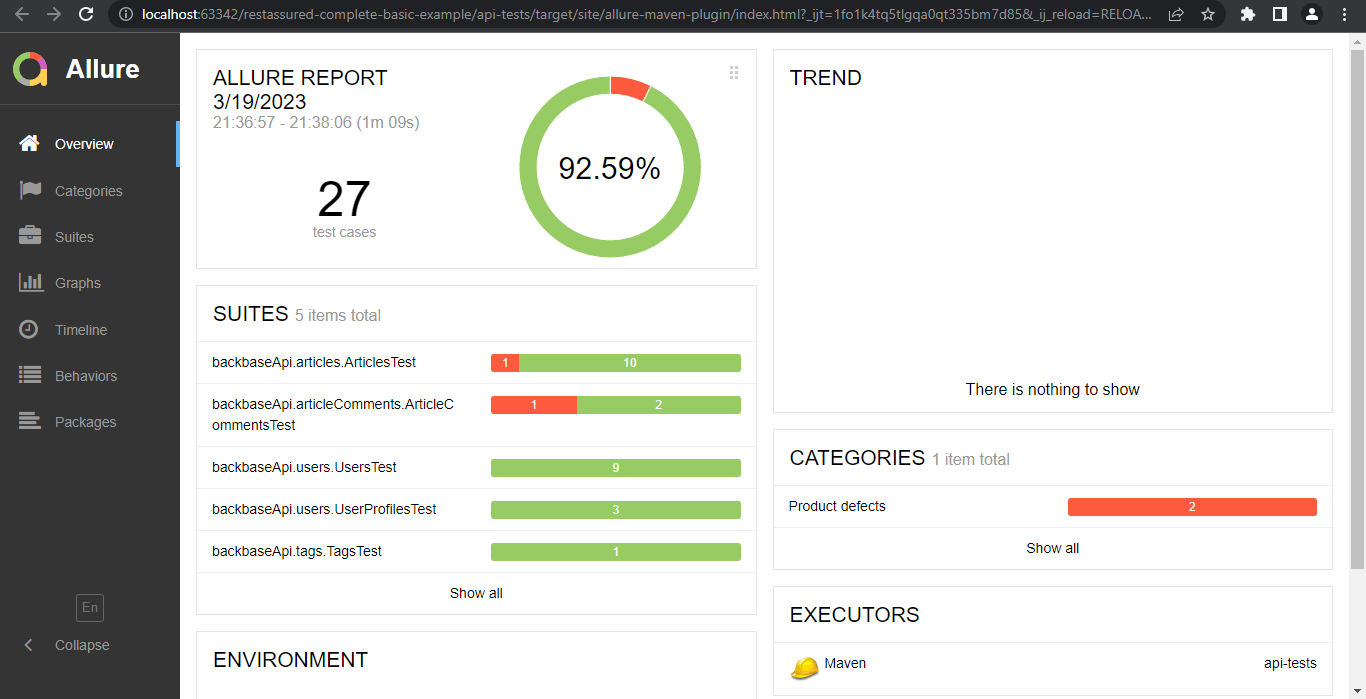 localhost:63342/restassured-complete-basic-example/api-tests/target/site/allure-maven-plugin/index.html?_ijt=1fo1k4tq5tlgqa0qt335bm7d85&_ij_reload=RELOA...
Allure
Overview
Categories
Suites
Graphs
Timeline
Behaviors
Packages
En
Collapse
ALLURE REPORT
3/19/2023
21:36:57 - 21:38:06 (1m 09s)
27
test cases
92.59%
SUITES 5 items total
backbaseApi.articles.ArticlesTest 1 10
backbaseApi.articleComments.ArticleC 1 2
ommentsTest
backbaseApi.users.UsersTest 9
backbaseApi.users.UserProfilesTest 3
backbaseApi.tags.TagsTest 1
Show all
ENVIRONMENT
TREND
There is nothing to show
CATEGORIES 1 item total
Product defects 2
Show all
EXECUTORS
Maven api-tests